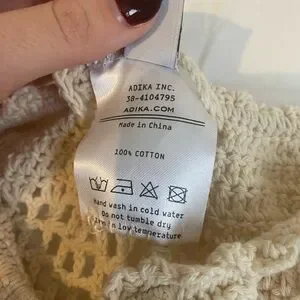 ADIKA INC.
38-4104795
ADIKA.COM
Made in China
100% COTTON
Hand wash in cold water
Do not tumble dry
in low temperature